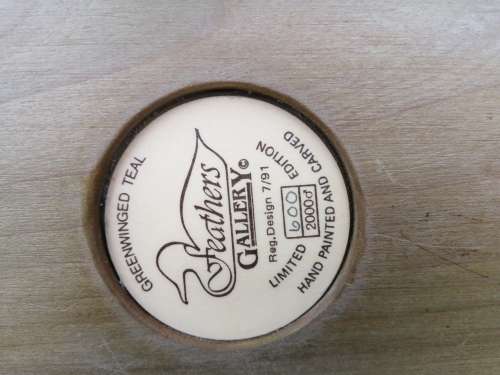 GREENWINGED TEAL
Feathers
GALLERY©
Reg. Design 7/91
LIMITED 600 EDITION
2000♂
HAND PAINTED AND CARVED